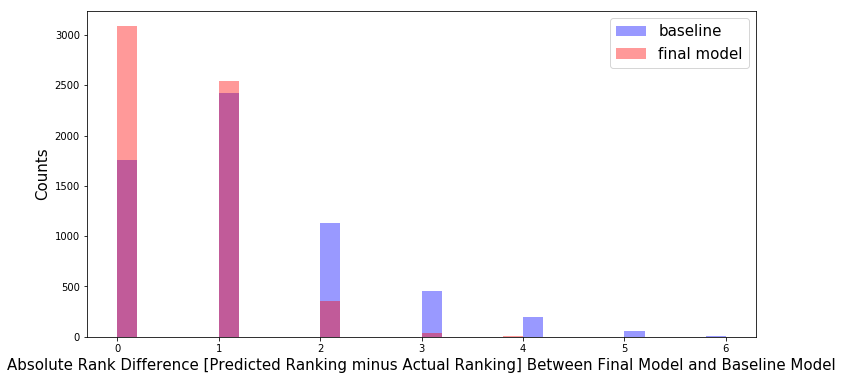 baseline
final model
3000
2500
2000
1500
1000
500
0
Counts
0 1 2 3 4 5 6
Absolute Rank Difference [Predicted Ranking minus Actual Ranking] Between Final Model and Baseline Model